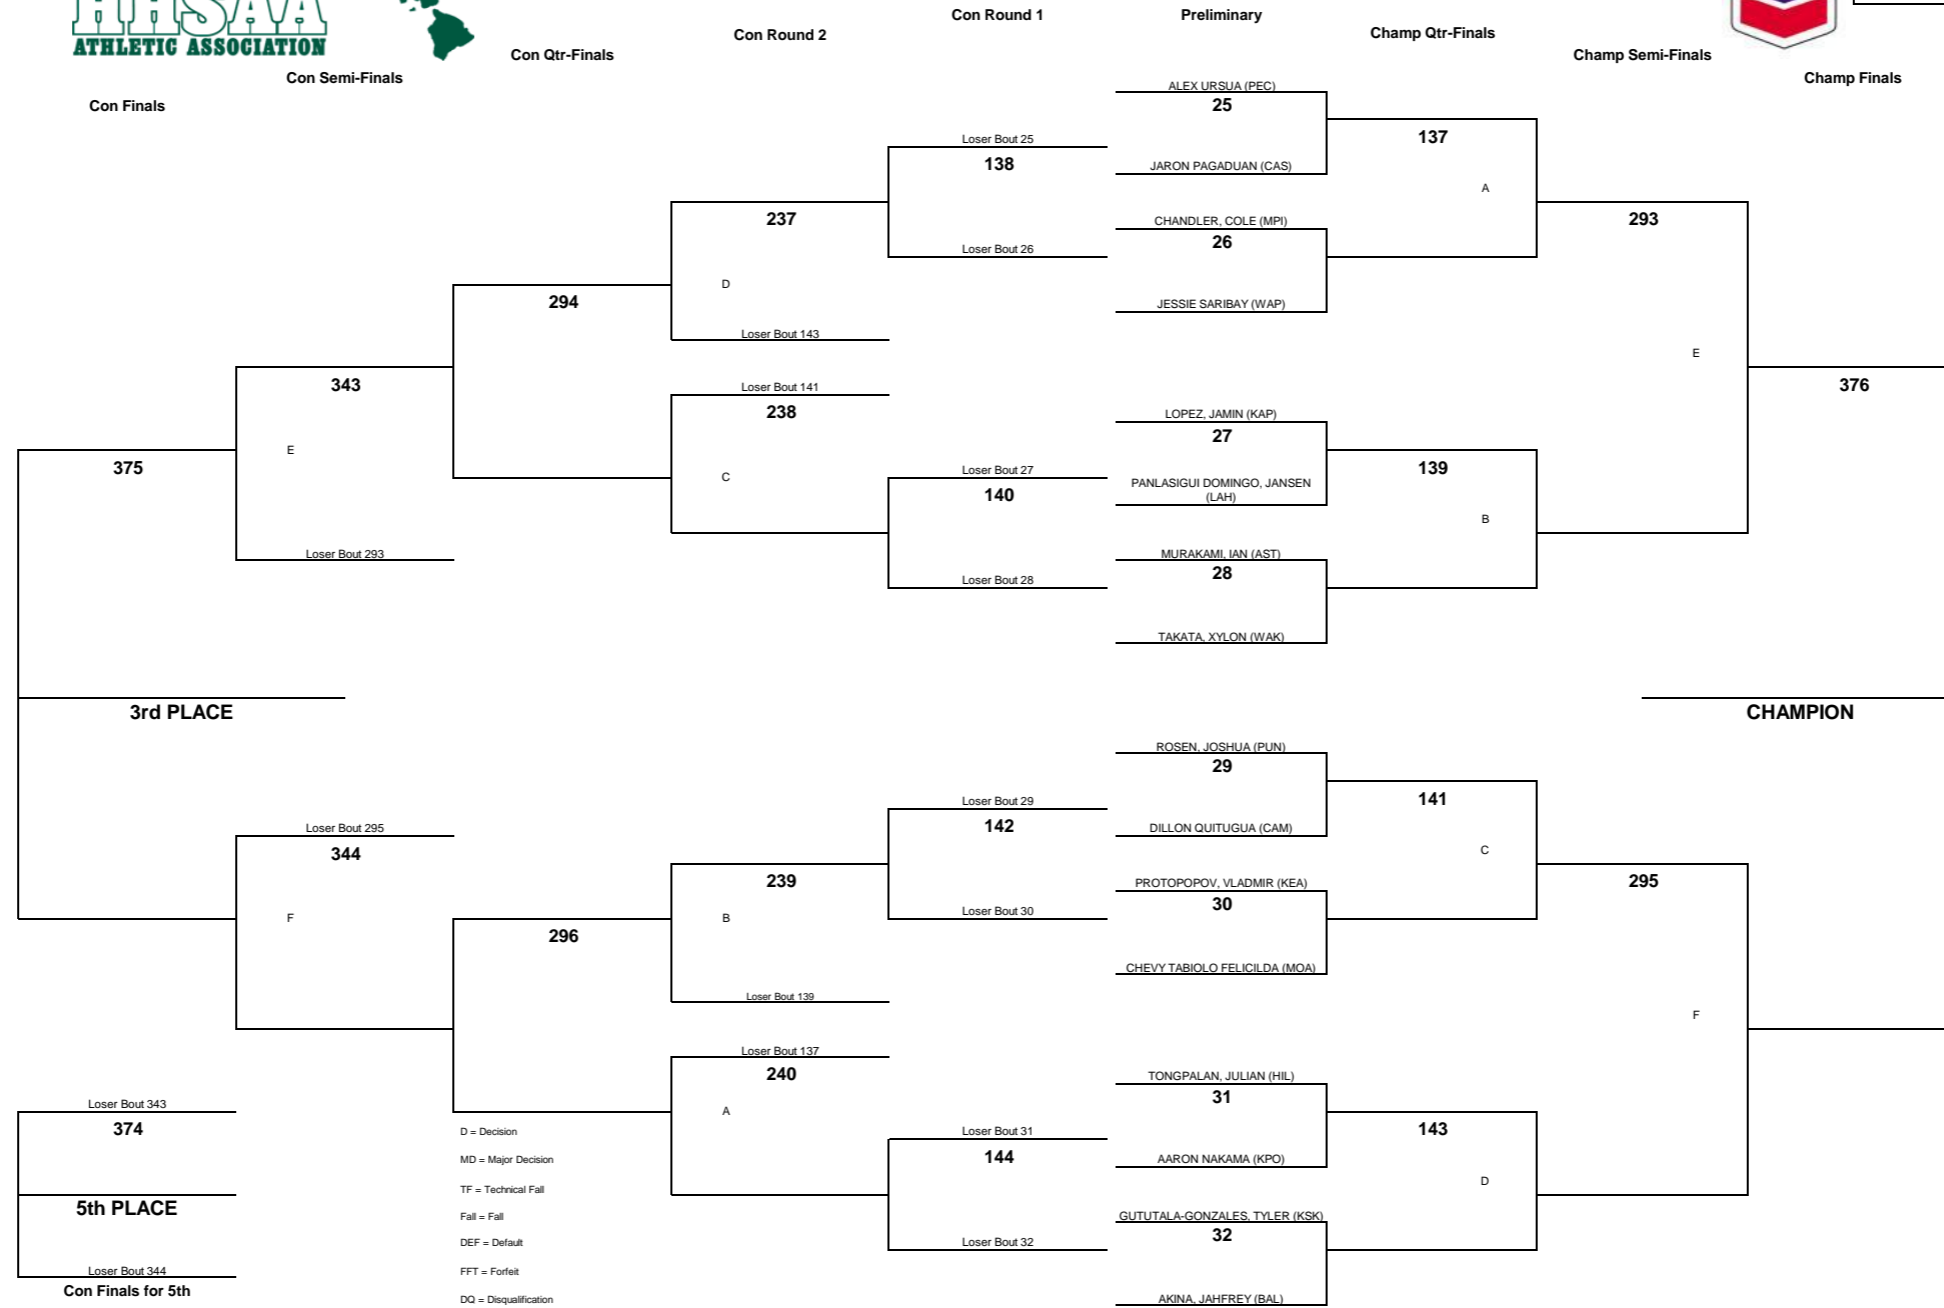 HHSAA
ATHLETIC ASSOCIATION
Con Finals
Con Semi-Finals
Con Qtr-Finals
Con Round 2
Con Round 1
Preliminary
Champ Qtr-Finals
Champ Semi-Finals
Champ Finals
ALEX URSUA (PEC)
25
JARON PAGADUAN (CAS)
CHANDLER, COLE (MPI)
26
JESSIE SARIBAY (WAP)
LOPEZ, JAMIN (KAP)
27
PANLASIGUI DOMINGO, JANSEN
(LAH)
MURAKAMI, IAN (AST)
28
TAKATA, XYLON (WAK)
ROSEN, JOSHUA (PUN)
29
DILLON QUITUGUA (CAM)
PROTOPOPOV, VLADMIR (KEA)
30
CHEVY TABIOLO FELICILDA (MOA)
TONGPALAN, JULIAN (HIL)
31
AARON NAKAMA (KPO)
GUTUTALA-GONZALES, TYLER (KSK)
32
AKINA, JAHFREY (BAL)
137
A
139
B
141
C
143
D
293
E
295
F
376
CHAMPION
Loser Bout 25
138
Loser Bout 26
Loser Bout 27
140
Loser Bout 28
Loser Bout 29
142
Loser Bout 30
Loser Bout 31
144
Loser Bout 32
237
D
Loser Bout 143
Loser Bout 141
238
C
239
B
Loser Bout 139
Loser Bout 137
240
A
294
296
343
E
Loser Bout 293
Loser Bout 295
344
F
375
3rd PLACE
Loser Bout 343
374
5th PLACE
Loser Bout 344
Con Finals for 5th
D = Decision
MD = Major Decision
TF = Technical Fall
Fall = Fall
DEF = Default
FFT = Forfeit
DQ = Disqualification